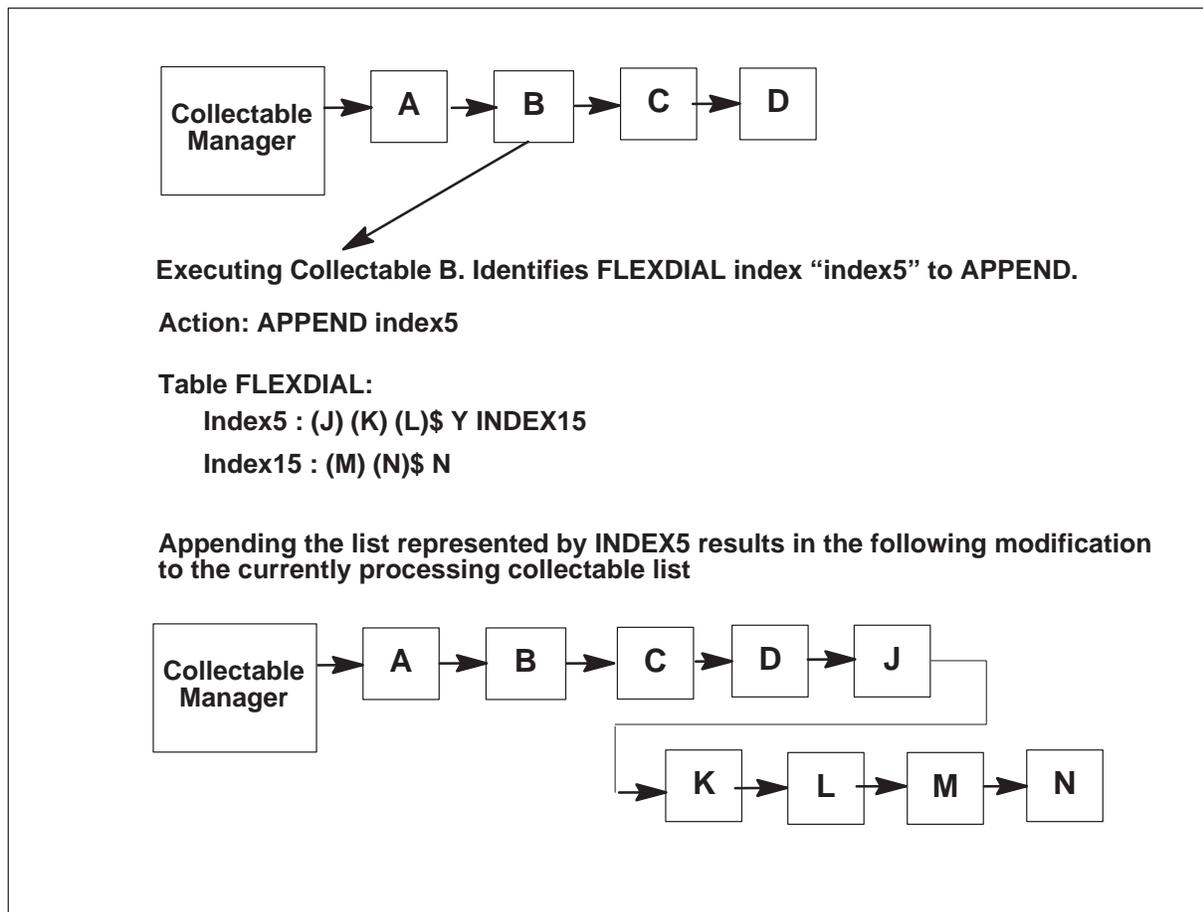 Collectable
Manager
A
B
C
D
Executing Collectable B. Identifies FLEXDIAL index “index5” to APPEND.
Action: APPEND index5
Table FLEXDIAL:
Index5 : (J) (K) (L)$ Y INDEX15
Index15 : (M) (N)$ N
Appending the list represented by INDEX5 results in the following modification
to the currently processing collectable list
Collectable
Manager
A
B
C
D
J
K
L
M
N